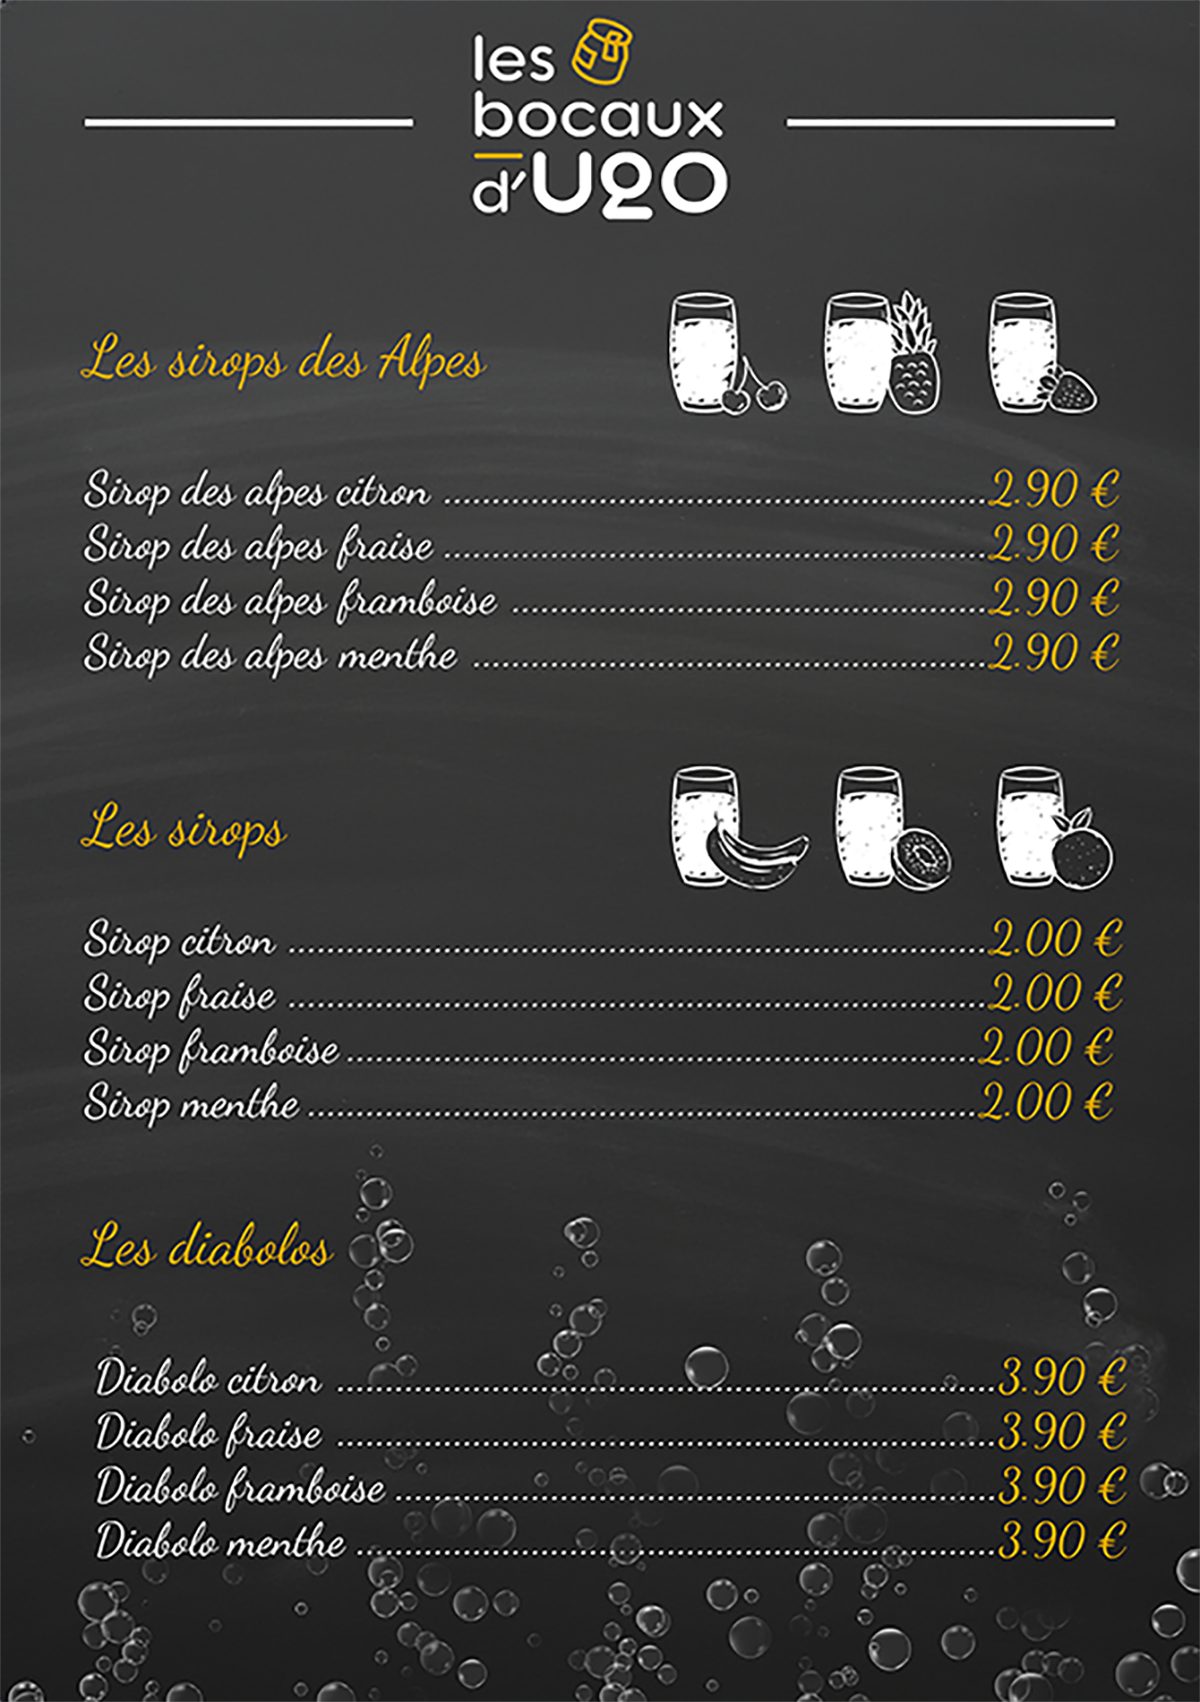 les
bocaux
d'Ugo
Les sirops des Alpes
Sirop des alpes citron ........................ 2.90 €
Sirop des alpes fraise ........................ 2.90 €
Sirop des alpes framboise ........................ 2.90 €
Sirop des alpes menthe ........................ 2.90 €
Les sirops
Sirop citron ........................ 2.00 €
Sirop fraise ........................ 2.00 €
Sirop framboise ........................ 2.00 €
Sirop menthe ........................ 2.00 €
Les diabolos
Diabolo citron ........................ 3.90 €
Diabolo fraise ........................ 3.90 €
Diabolo framboise ........................ 3.90 €
Diabolo menthe ........................ 3.90 €